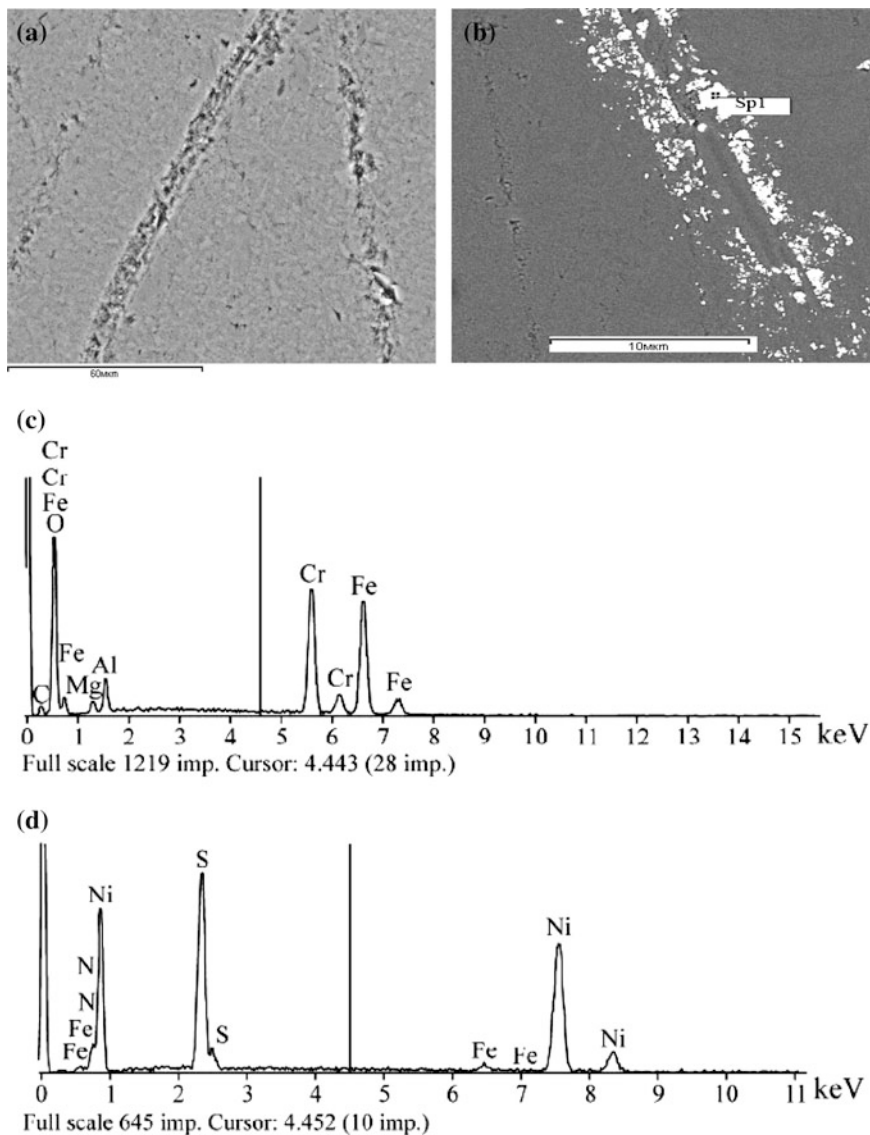 (a)
(b)
Sp1
60мкm
10мкm
(c)
Cr
Cr
Fe
O
Cr
Fe
Fe
C
Mg
Al
Cr
Fe
0 1 2 3 4 5 6 7 8 9 10 11 12 13 14 15 keV
Full scale 1219 imp. Cursor: 4.443 (28 imp.)
(d)
S
Ni
N
N
Fe
Fe
S
Ni
Fe
Fe
Ni
0 1 2 3 4 5 6 7 8 9 10 11 keV
Full scale 645 imp. Cursor: 4.452 (10 imp.)